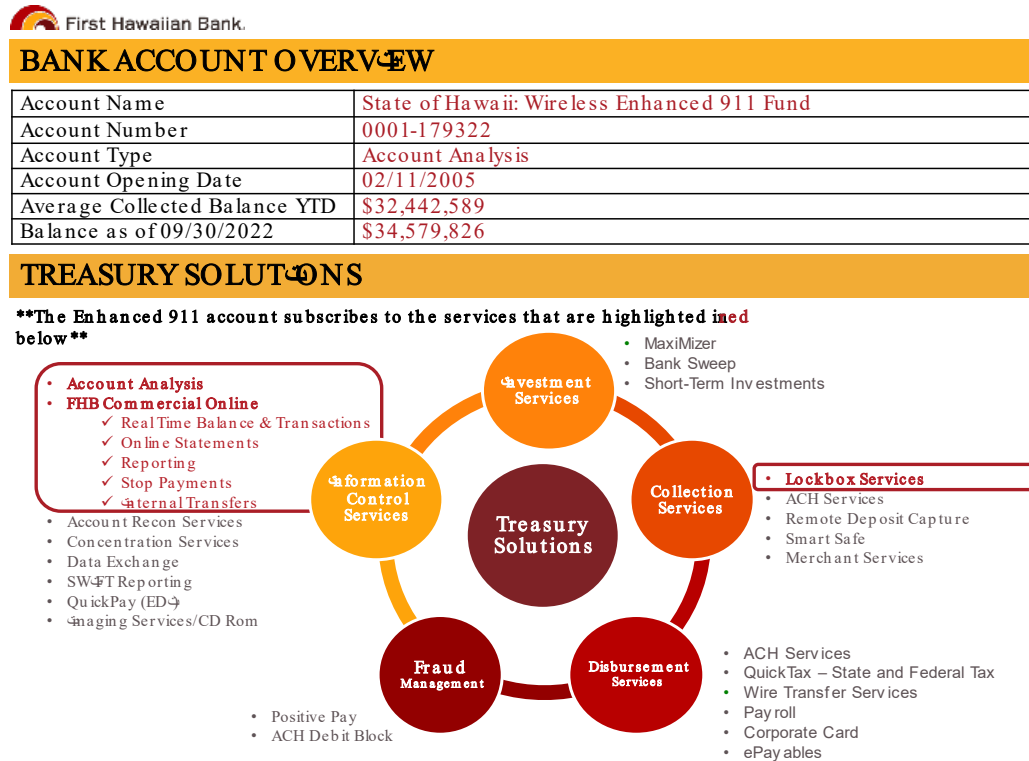 First Hawaiian Bank.
BANK ACCOUNT OVERVIEW
Account Name State of Hawaii: Wireless Enhanced 911 Fund
Account Number 0001-179322
Account Type Account Analysis
Account Opening Date 02/11/2005
Average Collected Balance YTD $32,442,589
Balance as of 09/30/2022 $34,579,826
TREASURY SOLUTIONS
**The Enhanced 911 account subscribes to the services that are highlighted in red
below**
• MaxiMizer
• Bank Sweep
• Short-Term Investments
Investment
Services
• Account Analysis
• FHB Commercial Online
✓ Real Time Balance & Transactions
✓ Online Statements
✓ Reporting
✓ Stop Payments
✓ Internal Transfers
• Account Recon Services
• Concentration Services
• Data Exchange
• SWIFT Reporting
• QuickPay (EDI)
• Imaging Services/CD Rom
Information
Control
Services
Treasury
Solutions
Collection
Services
• Lockbox Services
• ACH Services
• Remote Deposit Capture
• Smart Safe
• Merchant Services
Fraud
Management
• Positive Pay
• ACH Debit Block
Disbursement
Services
• ACH Services
• QuickTax – State and Federal Tax
• Wire Transfer Services
• Payroll
• Corporate Card
• ePayables